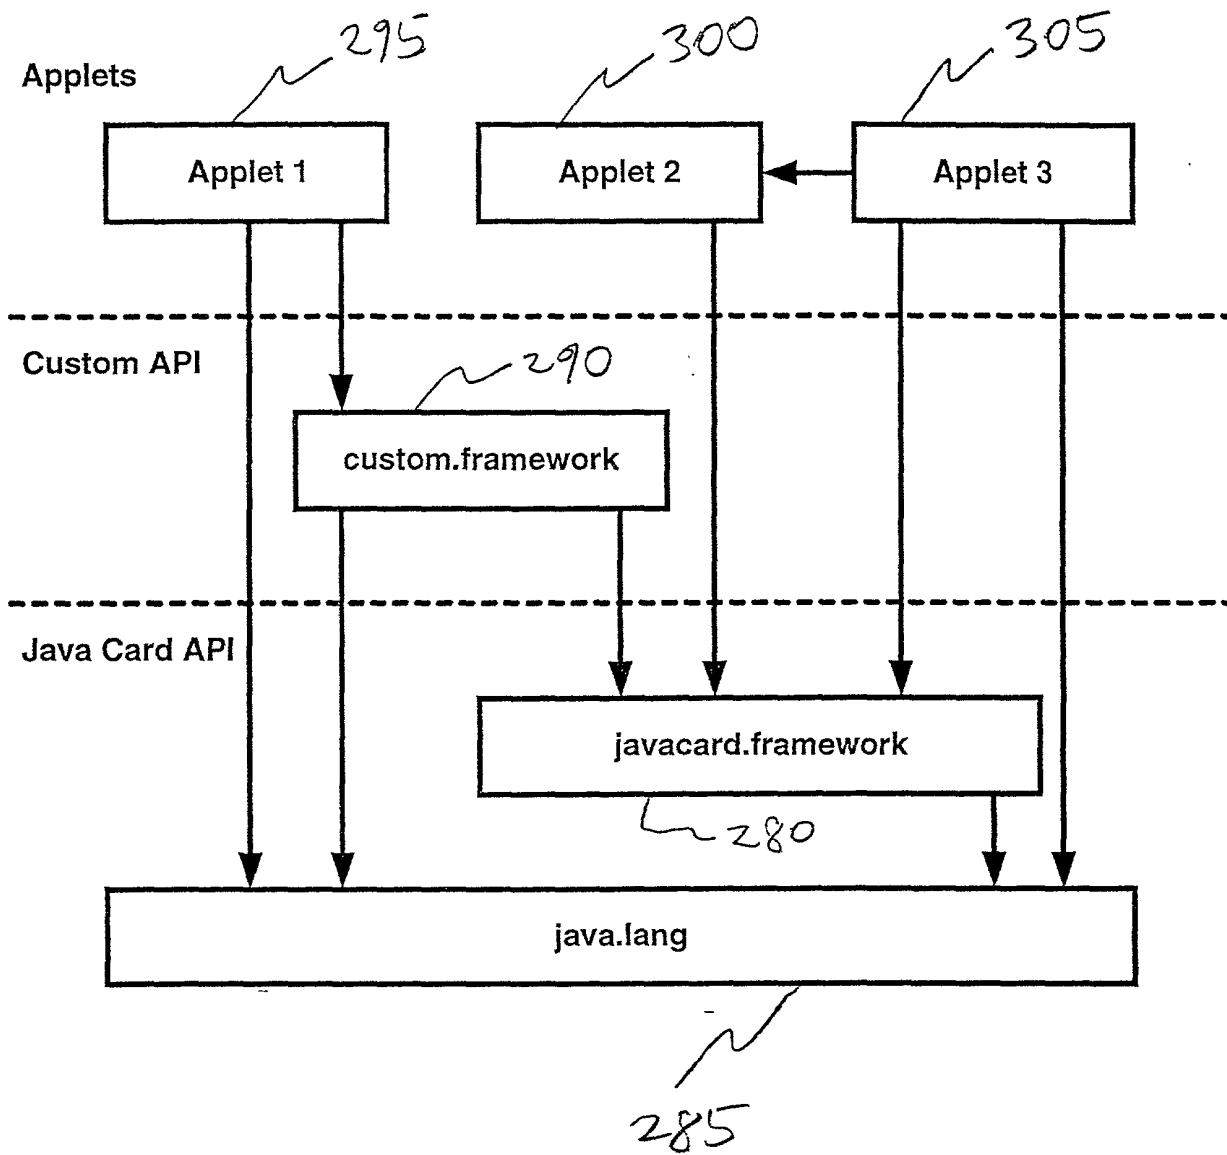 295
300
305
Applets
Applet 1
Applet 2
Applet 3
Custom API
290
custom.framework
Java Card API
javacard.framework
280
java.lang
285